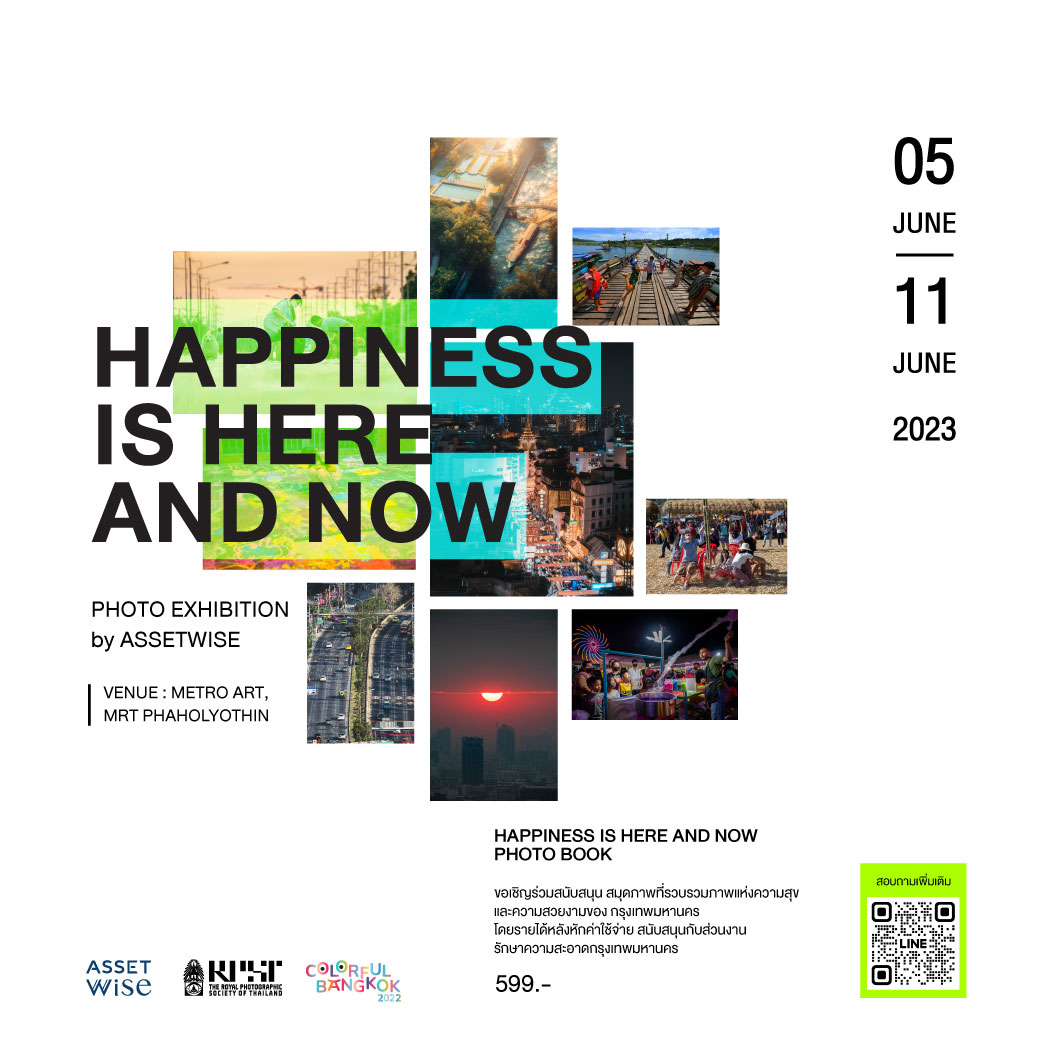 05
JUNE
11
JUNE
2023
HAPPINESS
IS HERE
AND NOW
PHOTO EXHIBITION
by ASSETWISE
VENUE : METRO ART,
MRT PHAHOLYOTHIN
HAPPINESS IS HERE AND NOW
PHOTO BOOK
ขอเชิญร่วมสนับสนุน สมุดภาพที่รวบรวมภาพแห่งความสุข
และความสวยงามของ กรุงเทพมหานคร
โดยรายได้หลังหักค่าใช้จ่าย สนับสนุนกับส่วนงาน
รักษาความสะอาดกรุงเทพมหานคร
599.-
สอบถามเพิ่มเติม
LINE
ASSET
WISE
RPST
THE ROYAL PHOTOGRAPHIC
SOCIETY OF THAILAND
COLORFUL
BANGKOK
2022